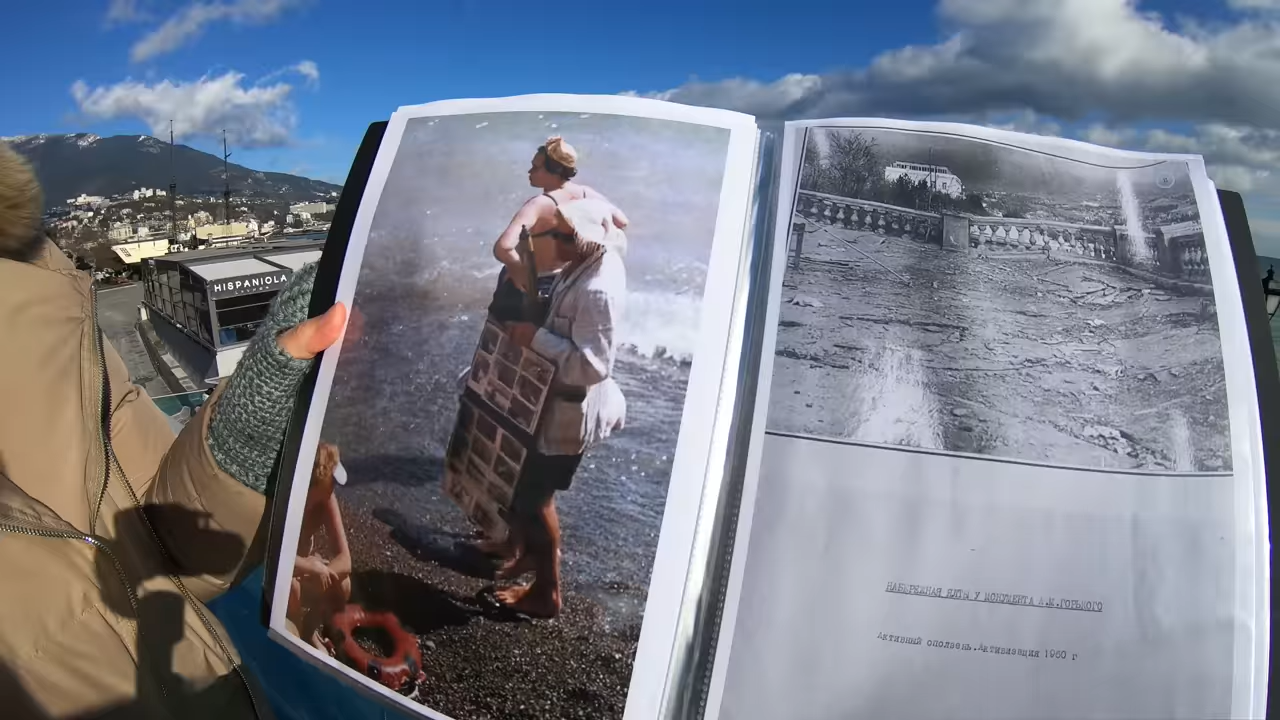 HISPANIOLA
НАБЕРЕЖНАЯ ЯЛТЫ У МОНУМЕНТА А.М.ГОРЬКОГО
Активный оползень.Активизация 1960 г